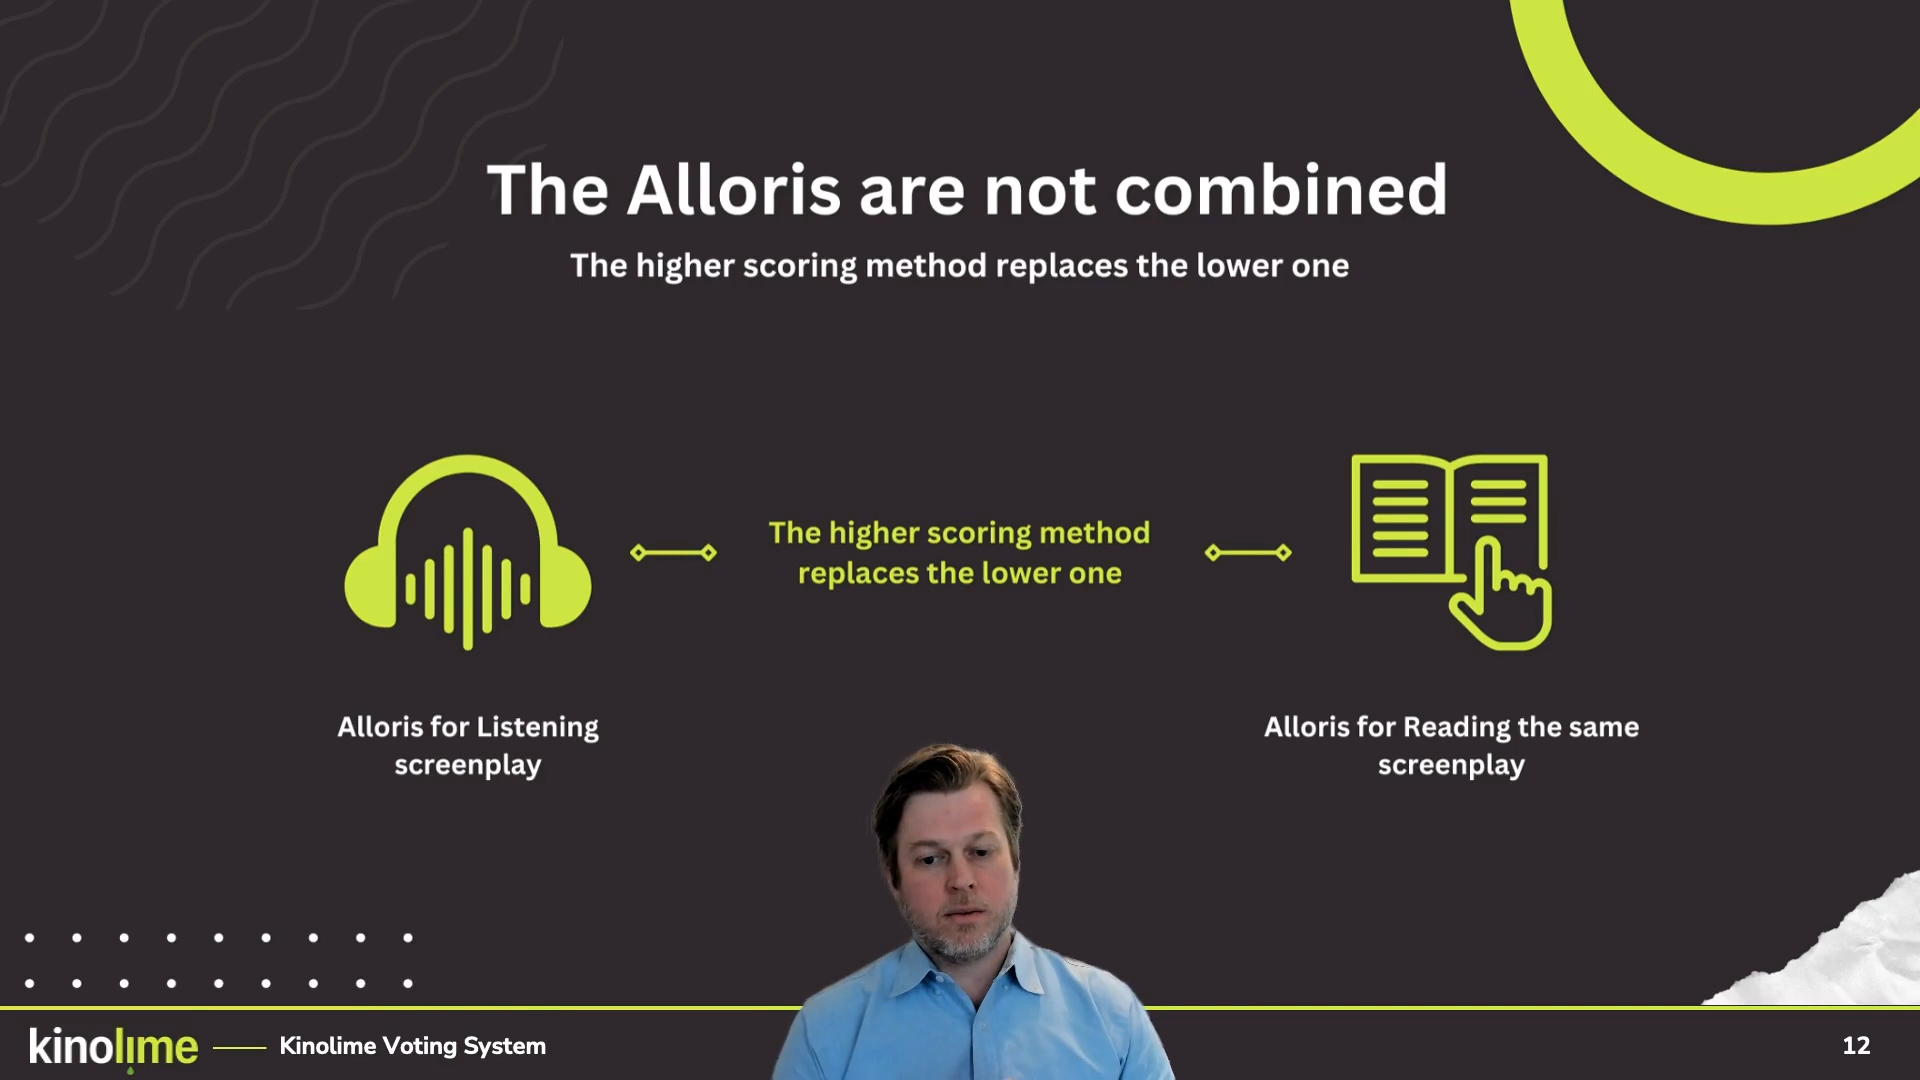 The Alloris are not combined
The higher scoring method replaces the lower one
The higher scoring method
replaces the lower one
Alloris for Listening
screenplay
Alloris for Reading the same
screenplay
kinolime
Kinolime Voting System
12